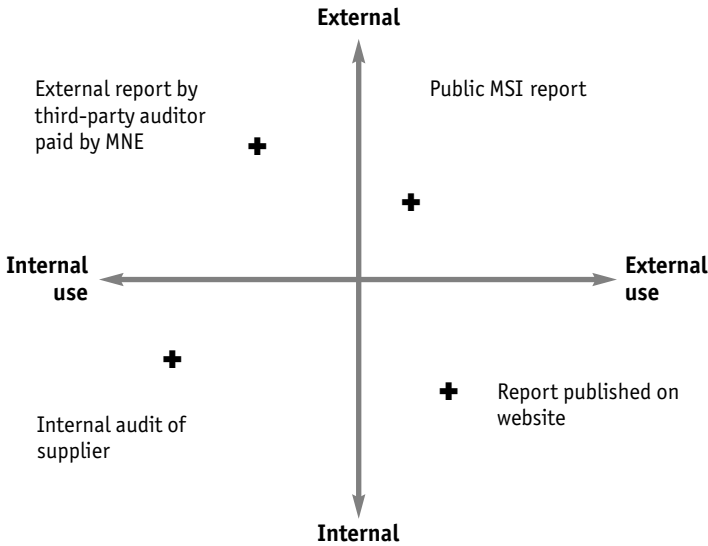 External
External report by
third-party auditor
paid by MNE
Public MSI report
Internal
use
External
use
Internal audit of
supplier
Report published on
website
Internal